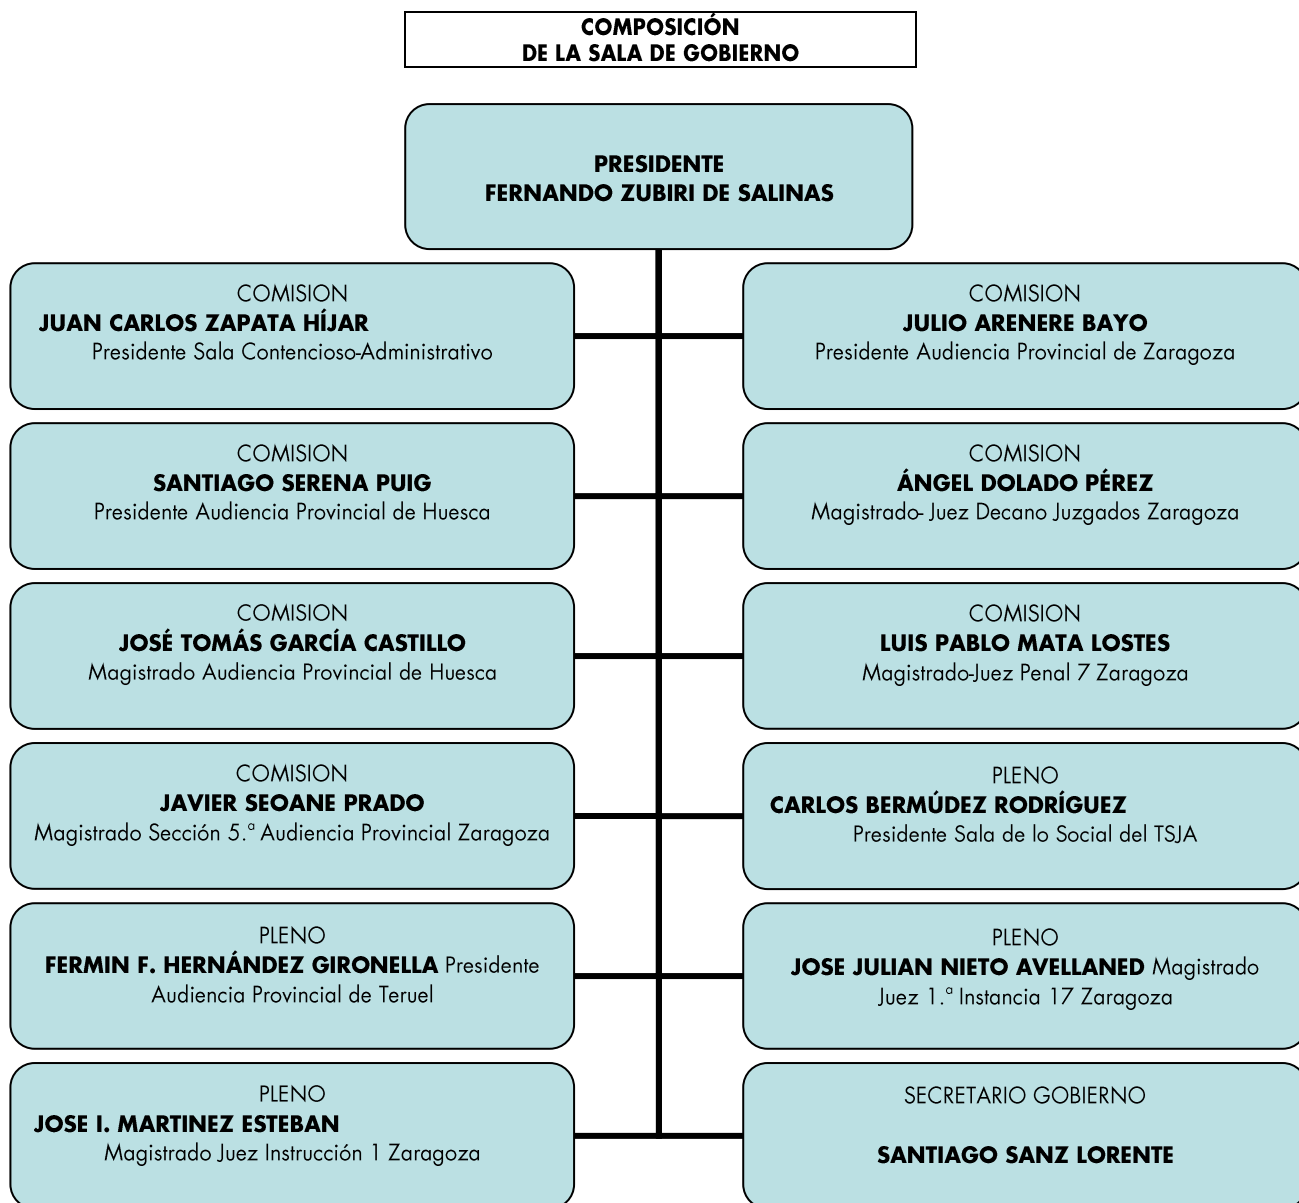 COMPOSICIÓN
DE LA SALA DE GOBIERNO
PRESIDENTE
FERNANDO ZUBIRI DE SALINAS
COMISION
JUAN CARLOS ZAPATA HÍJAR
Presidente Sala Contencioso-Administrativo
COMISION
JULIO ARENERE BAYO
Presidente Audiencia Provincial de Zaragoza
COMISION
SANTIAGO SERENA PUIG
Presidente Audiencia Provincial de Huesca
COMISION
ÁNGEL DOLADO PÉREZ
Magistrado- Juez Decano Juzgados Zaragoza
COMISION
JOSÉ TOMÁS GARCÍA CASTILLO
Magistrado Audiencia Provincial de Huesca
COMISION
LUIS PABLO MATA LOSTES
Magistrado-Juez Penal 7 Zaragoza
COMISION
JAVIER SEOANE PRADO
Magistrado Sección 5.ª Audiencia Provincial Zaragoza
PLENO
CARLOS BERMÚDEZ RODRÍGUEZ
Presidente Sala de lo Social del TSJA
PLENO
FERMIN F. HERNÁNDEZ GIRONELLA Presidente
Audiencia Provincial de Teruel
PLENO
JOSE JULIAN NIETO AVELLANED Magistrado
Juez 1.ª Instancia 17 Zaragoza
PLENO
JOSE I. MARTINEZ ESTEBAN
Magistrado Juez Instrucción 1 Zaragoza
SECRETARIO GOBIERNO
SANTIAGO SANZ LORENTE